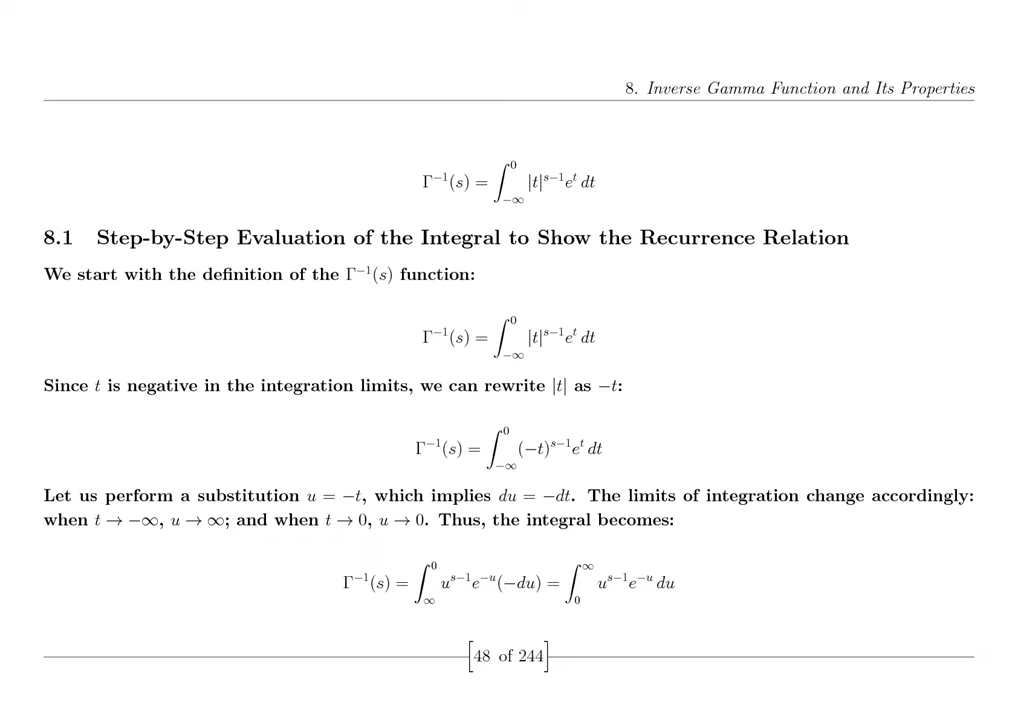 8. Inverse Gamma Function and Its Properties
Γ⁻¹(s) = ∫_{−∞}^{0} |t|^{s−1} e^{t} dt
8.1 Step-by-Step Evaluation of the Integral to Show the Recurrence Relation
We start with the definition of the Γ⁻¹(s) function:
Γ⁻¹(s) = ∫_{−∞}^{0} |t|^{s−1} e^{t} dt
Since t is negative in the integration limits, we can rewrite |t| as −t:
Γ⁻¹(s) = ∫_{−∞}^{0} (−t)^{s−1} e^{t} dt
Let us perform a substitution u = −t, which implies du = −dt. The limits of integration change accordingly:
when t → −∞, u → ∞; and when t → 0, u → 0. Thus, the integral becomes:
Γ⁻¹(s) = ∫_{∞}^{0} u^{s−1} e^{−u} (−du) = ∫_{0}^{∞} u^{s−1} e^{−u} du
[48 of 244]